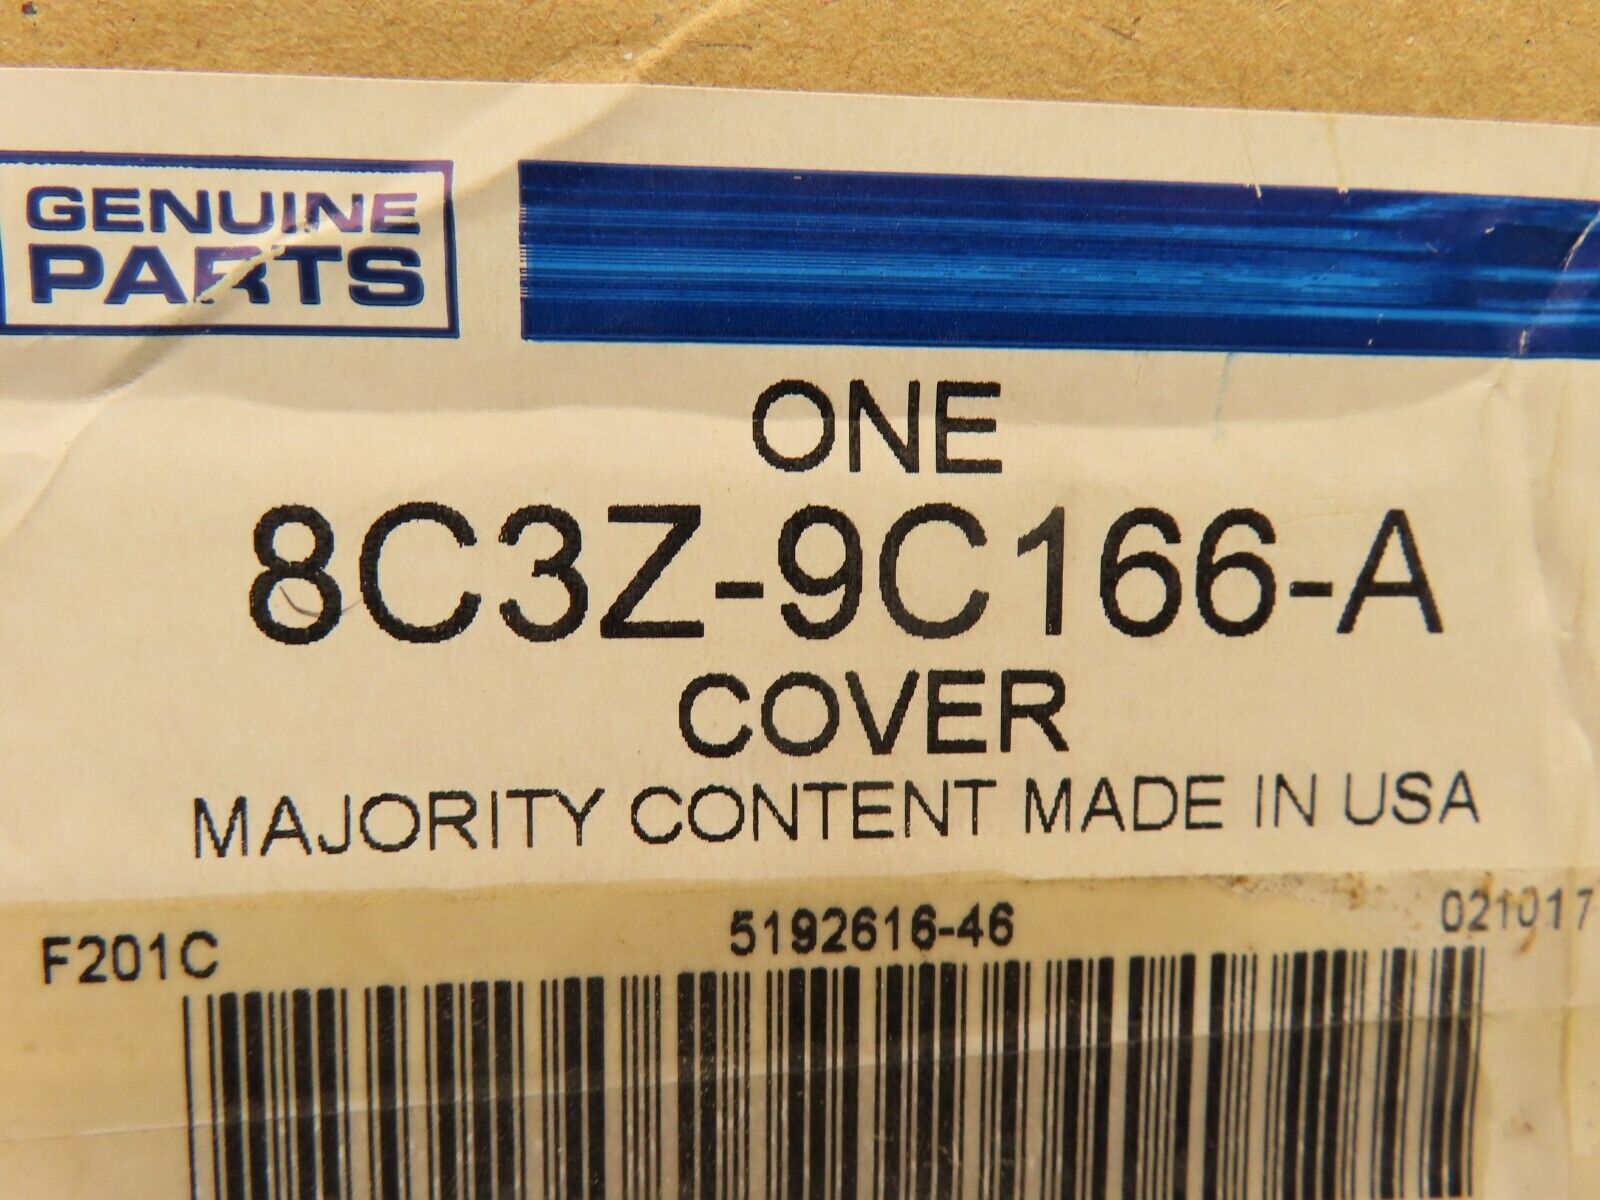 GENUINE
PARTS
ONE
8C3Z-9C166-A
COVER
MAJORITY CONTENT MADE IN USA
F201C 5192616-46 021017